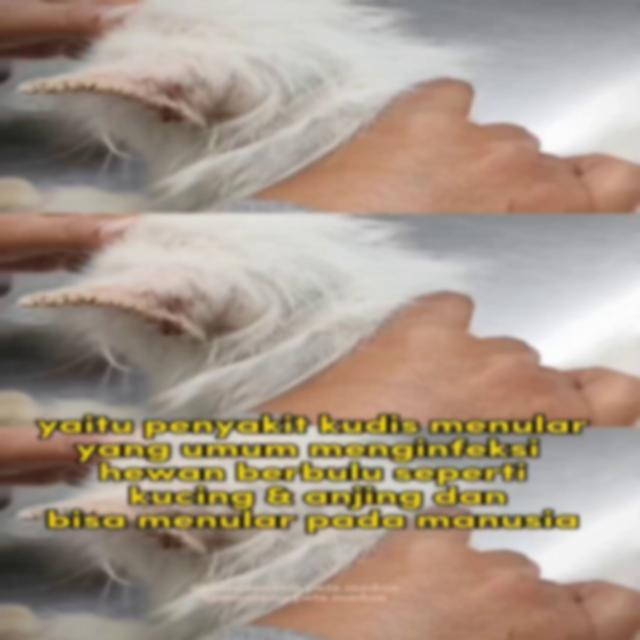 yaitu penyakit kudis menular
yang umum menginfeksi
hewan berbulu seperti
kucing & anjing dan
bisa menular pada manusia